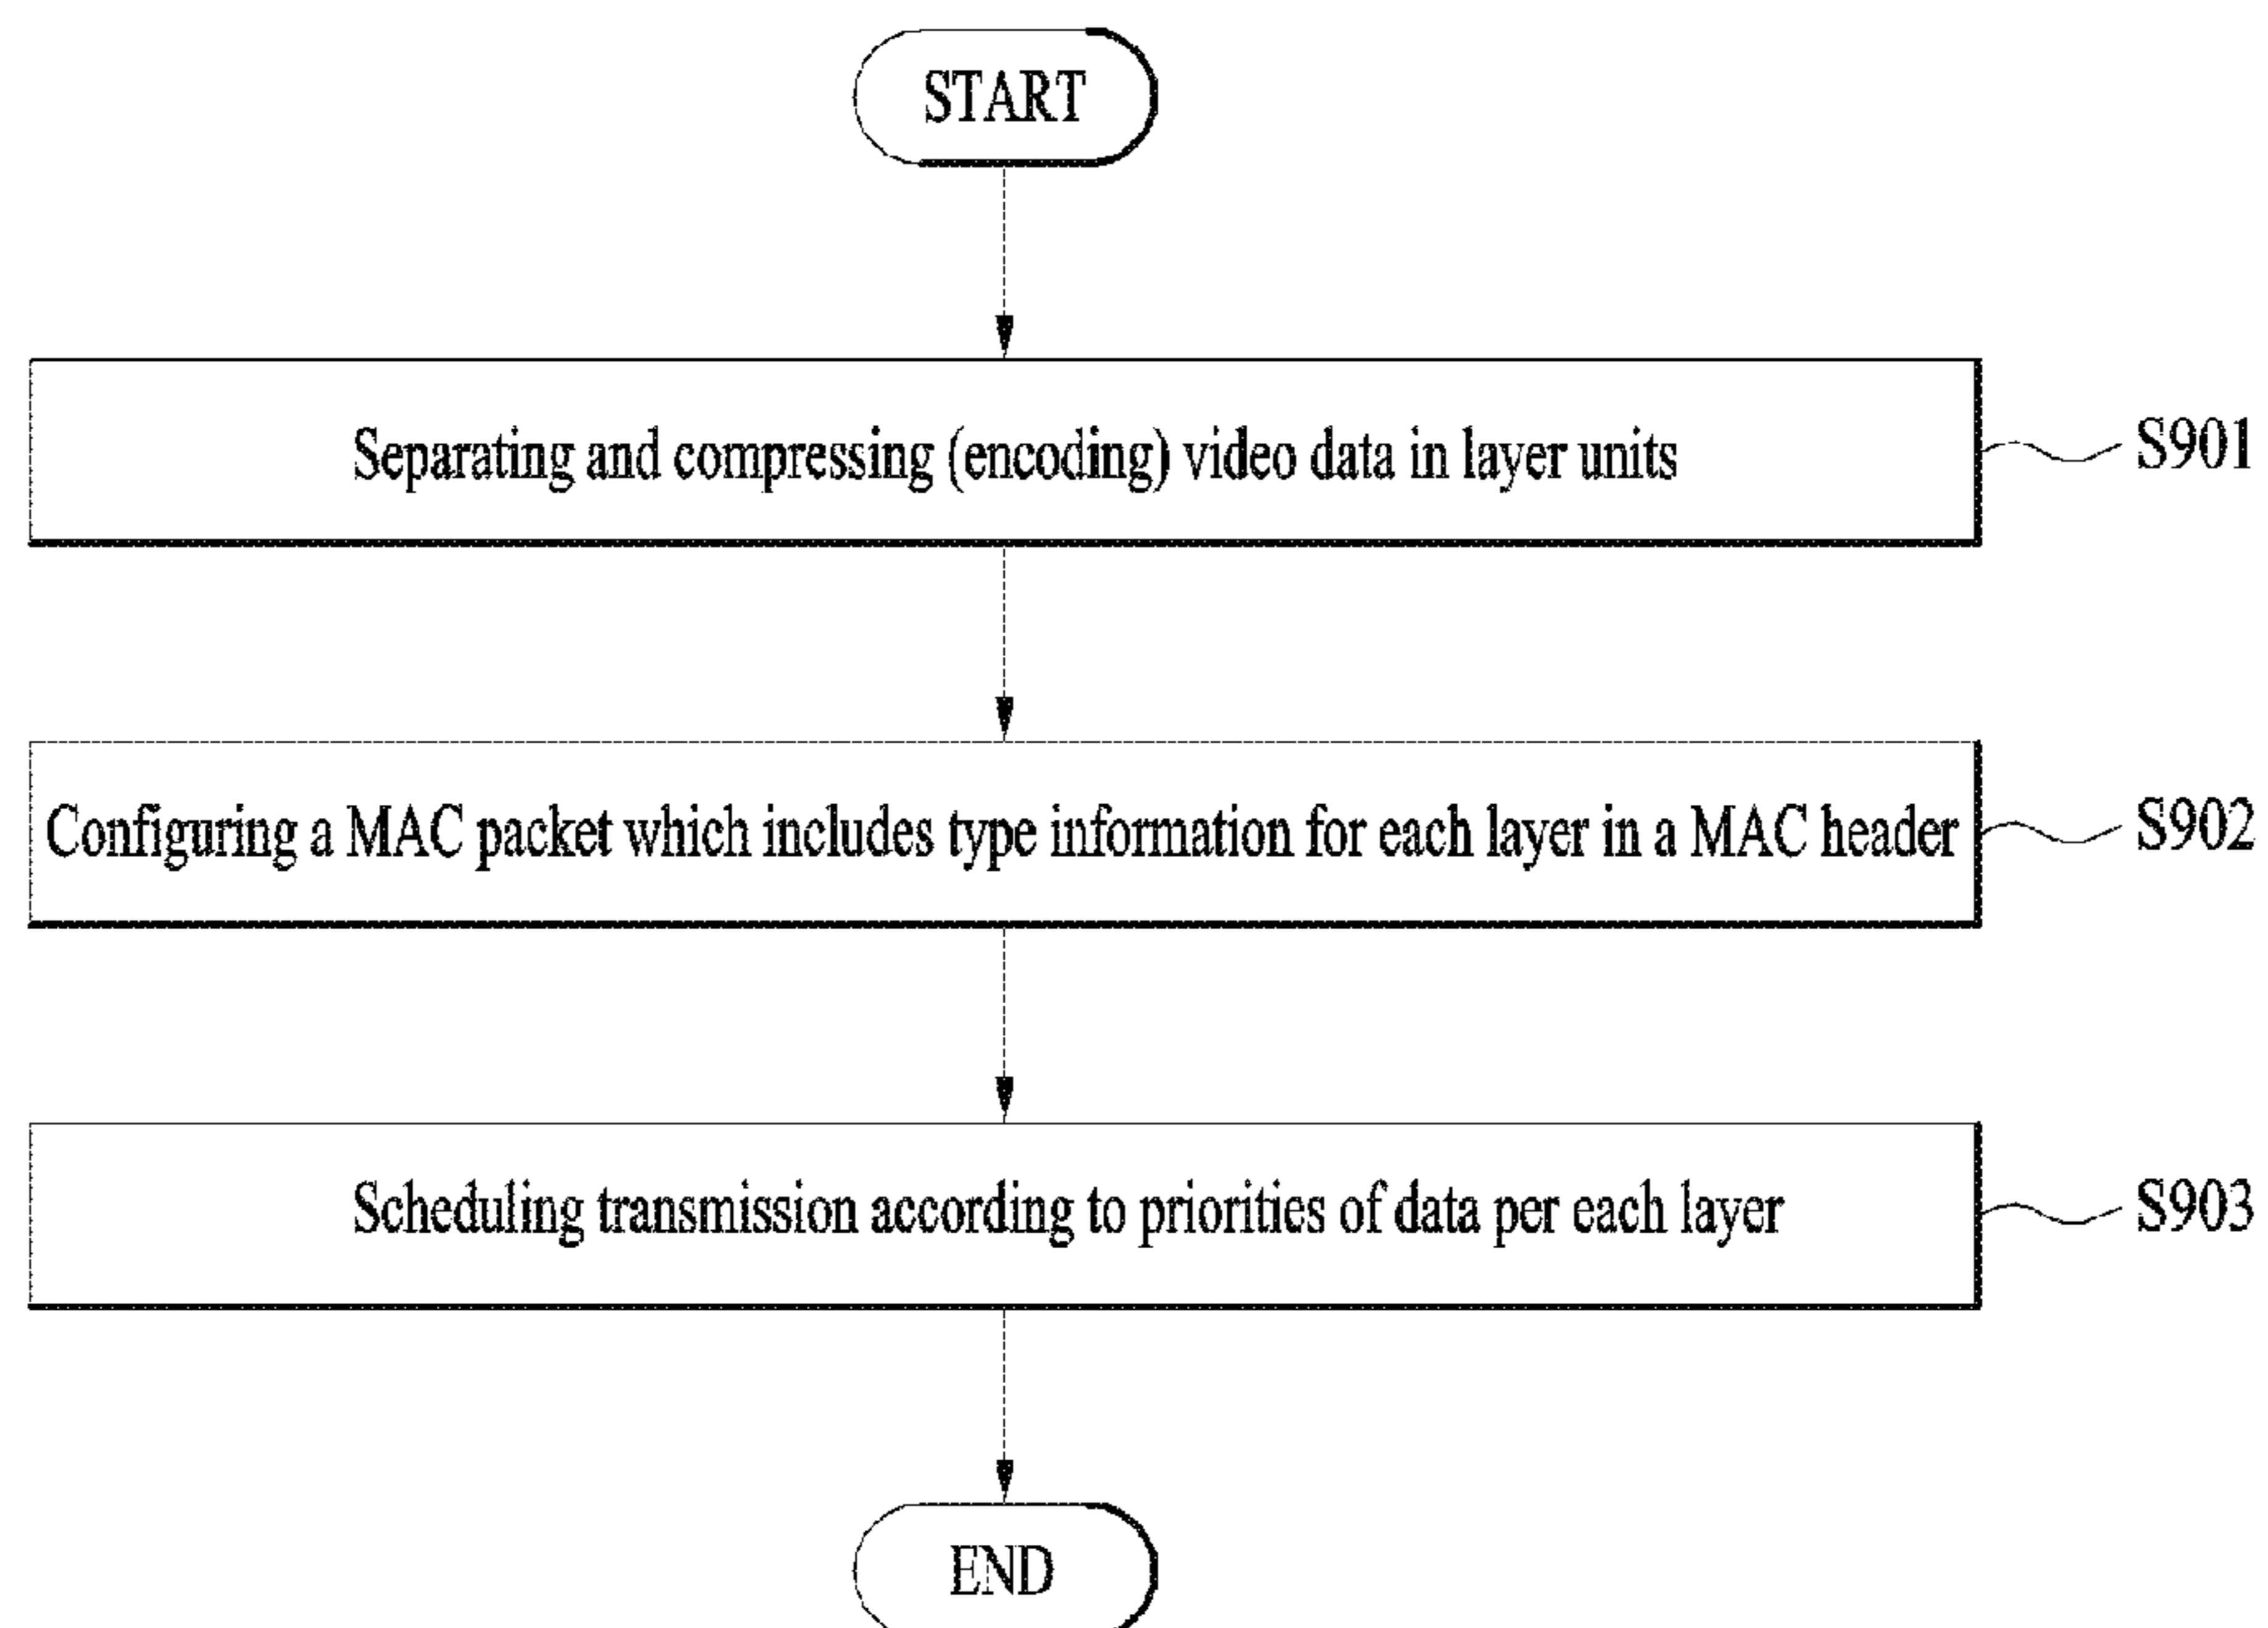 START
Separating and compressing (encoding) video data in layer units
S901
Configuring a MAC packet which includes type information for each layer in a MAC header
S902
Scheduling transmission according to priorities of data per each layer
S903
END